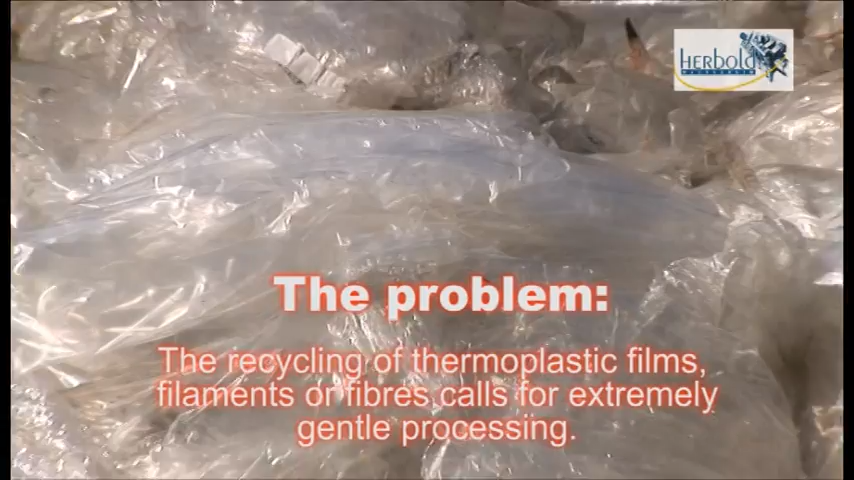 HERBOLD
The problem:
The recycling of thermoplastic films,
filaments or fibres calls for extremely
gentle processing.